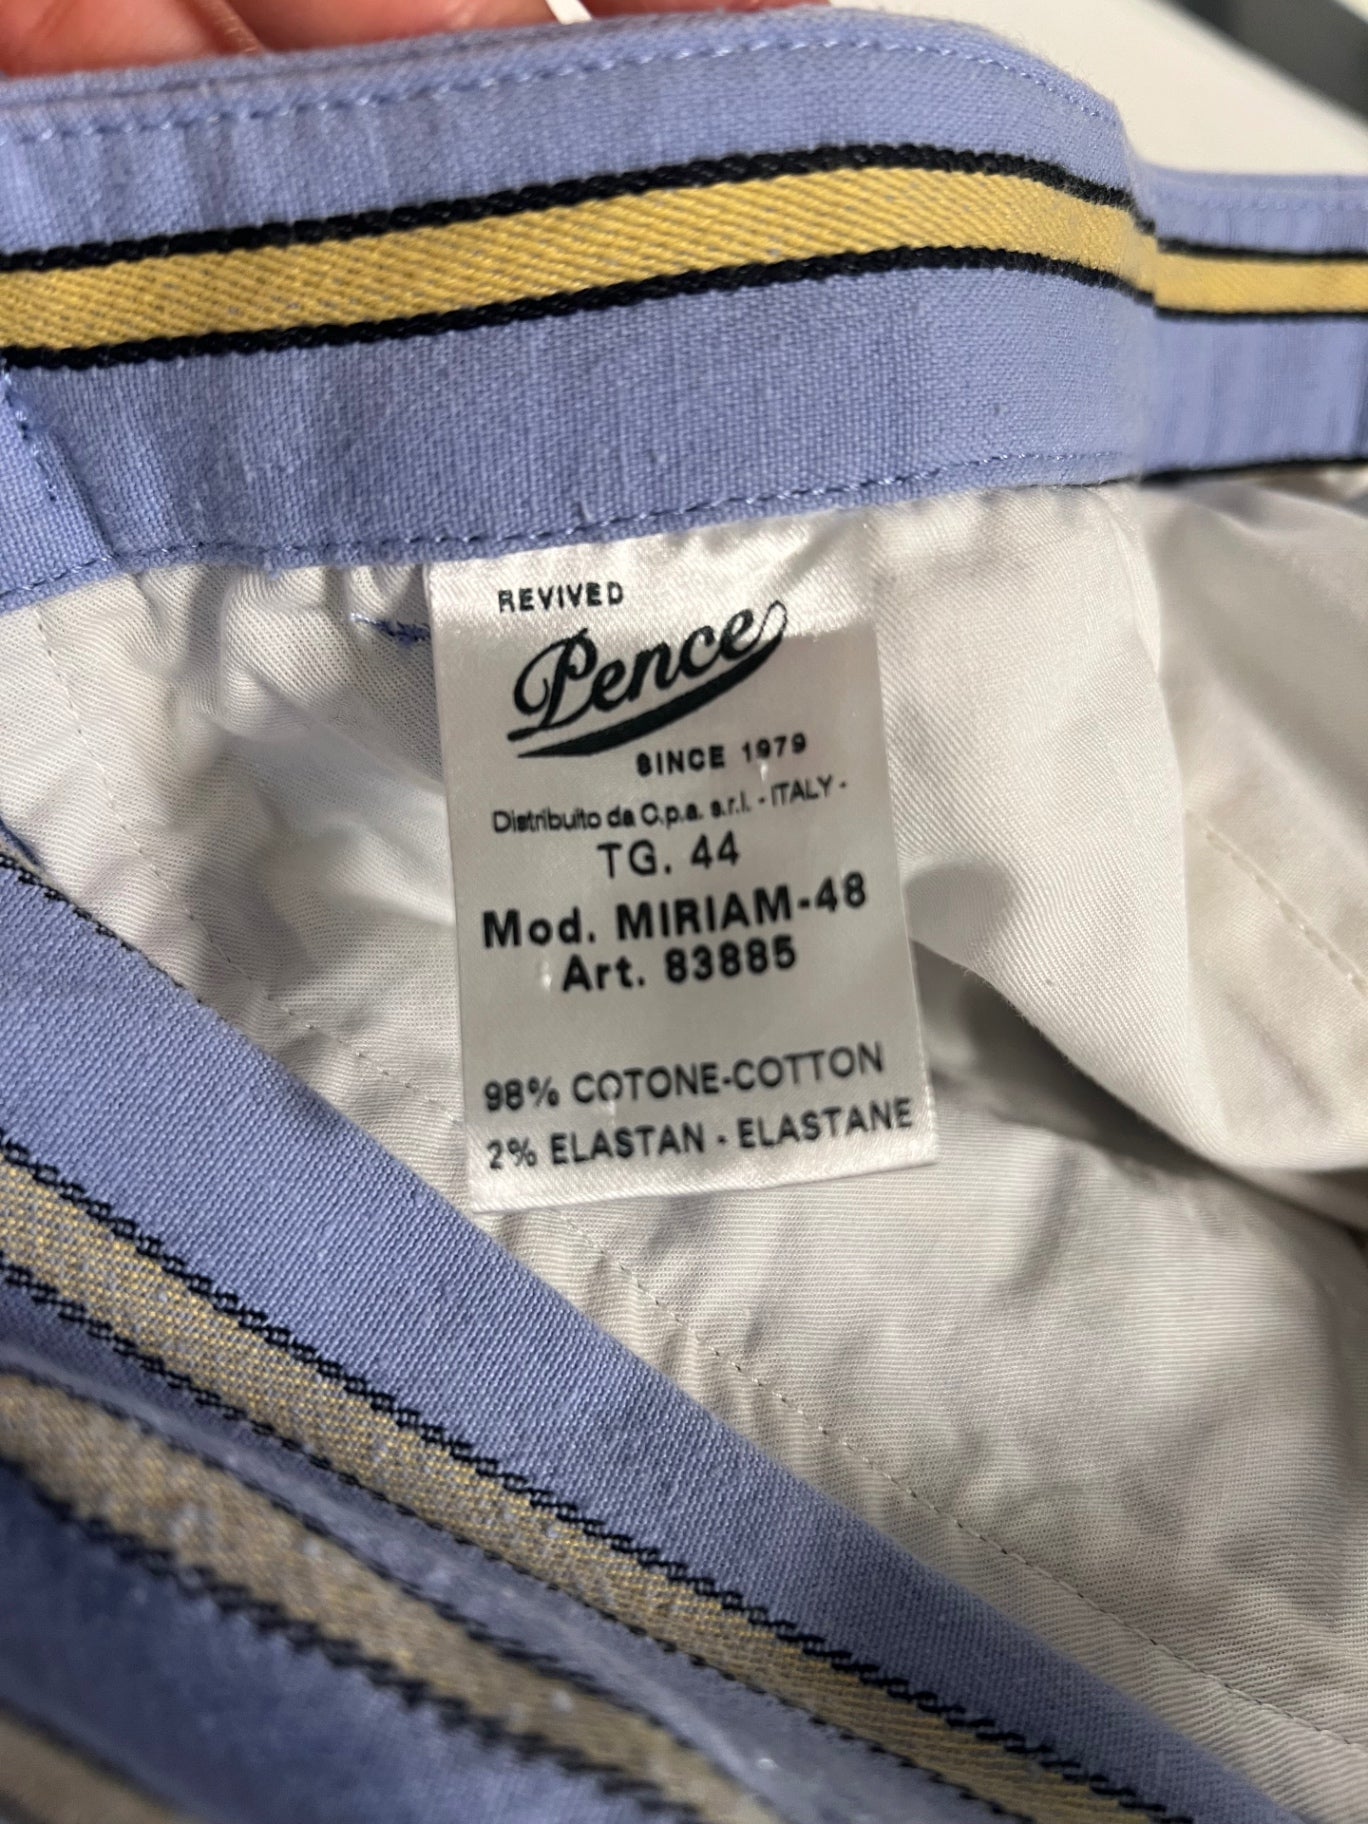 REVIVED
Pence
SINCE 1979
Distribuito da C.p.a. s.r.l. - ITALY -
TG. 44
Mod. MIRIAM-48
Art. 83885
98% COTONE-COTTON
2% ELASTAN - ELASTANE